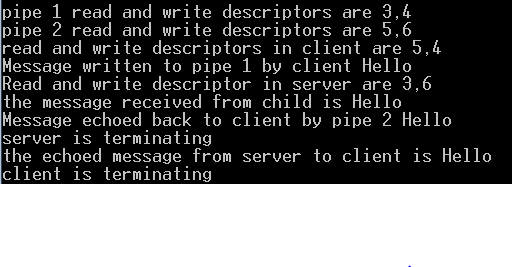 pipe 1 read and write descriptors are 3,4
pipe 2 read and write descriptors are 5,6
read and write descriptors in client are 5,4
Message written to pipe 1 by client Hello
Read and write descriptor in server are 3,6
the message received from child is Hello
Message echoed back to client by pipe 2 Hello
server is terminating
the echoed message from server to client is Hello
client is terminating